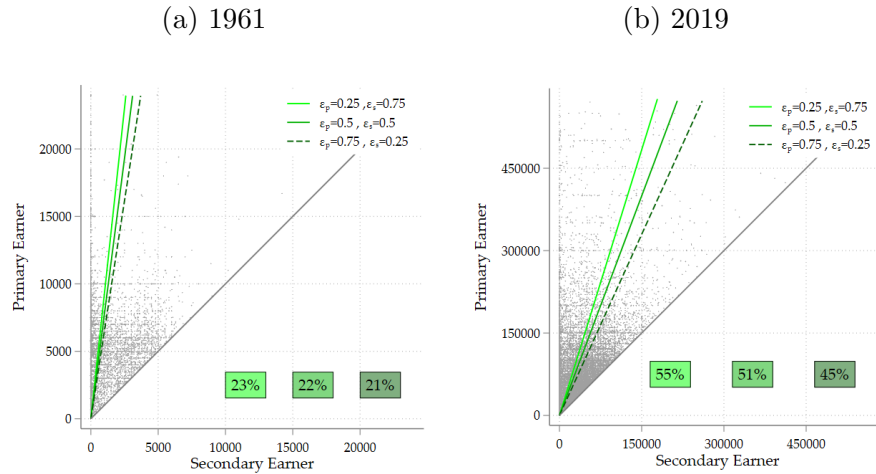 (a) 1961
(b) 2019
εp=0.25 ,εs=0.75
εp=0.5 , εs=0.5
εp=0.75 , εs=0.25
20000
15000
10000
5000
0
Primary Earner
23%
22%
21%
0
5000
10000
15000
20000
Secondary Earner
εp=0.25 ,εs=0.75
εp=0.5 , εs=0.5
εp=0.75 , εs=0.25
450000
300000
150000
0
Primary Earner
55%
51%
45%
0
150000
300000
450000
Secondary Earner